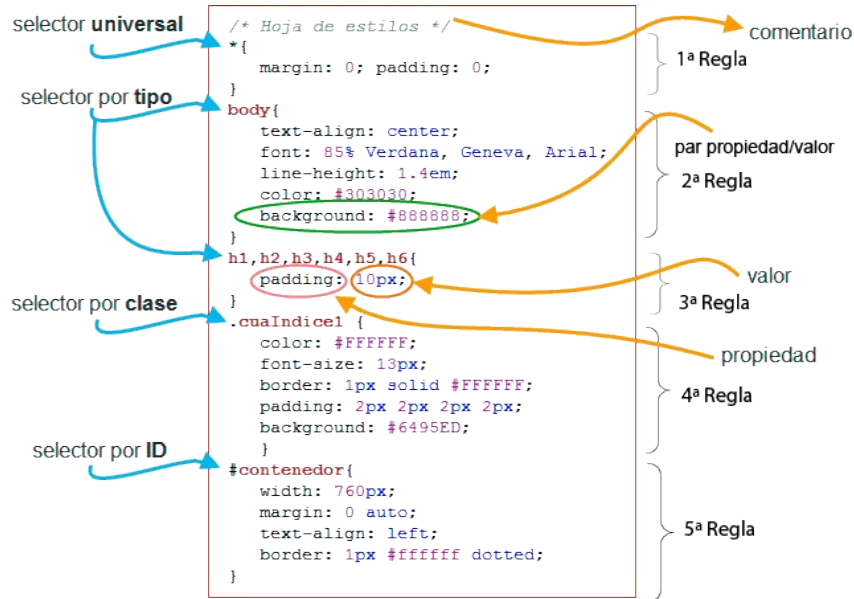 selector universal
/* Hoja de estilos */
comentario
*{
margin: 0; padding: 0;
}
1ª Regla
selector por tipo
body{
text-align: center;
font: 85% Verdana, Geneva, Arial;
line-height: 1.4em;
color: #303030;
background: #888888;
}
par propiedad/valor
2ª Regla
h1,h2,h3,h4,h5,h6{
padding: 10px;
}
valor
3ª Regla
selector por clase
.cuaIndice1 {
color: #FFFFFF;
font-size: 13px;
border: 1px solid #FFFFFF;
padding: 2px 2px 2px 2px;
background: #6495ED;
}
propiedad
4ª Regla
selector por ID
#contenedor{
width: 760px;
margin: 0 auto;
text-align: left;
border: 1px #ffffff dotted;
}
5ª Regla